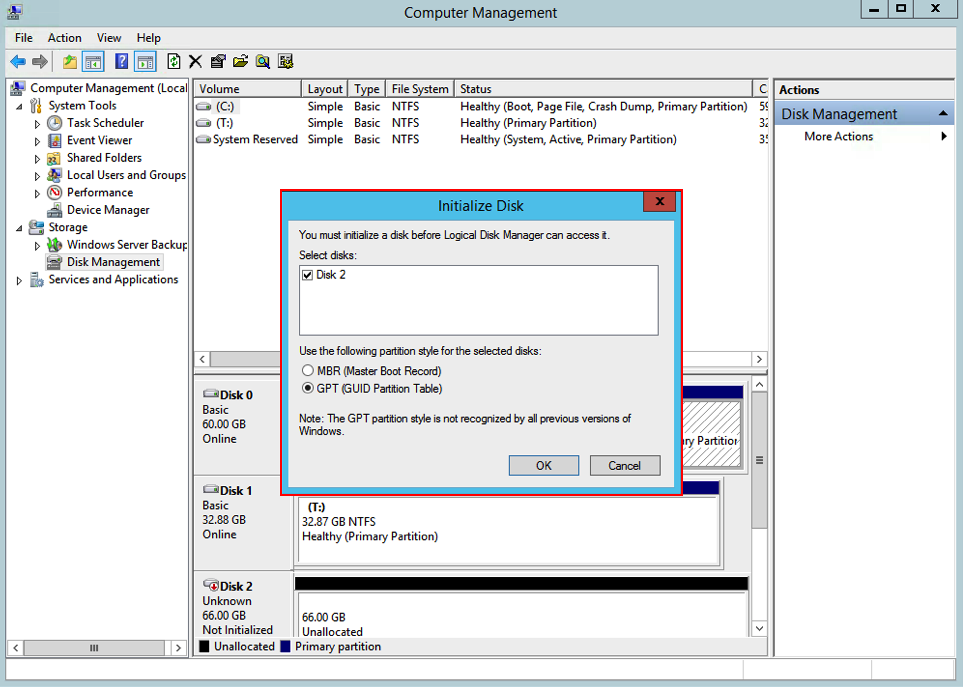 Computer Management
File Action View Help
Computer Management (Local
System Tools
Task Scheduler
Event Viewer
Shared Folders
Local Users and Groups
Performance
Device Manager
Storage
Windows Server Backup
Disk Management
Services and Applications
Volume Layout Type File System Status C
(C:) Simple Basic NTFS Healthy (Boot, Page File, Crash Dump, Primary Partition) 59
(T:) Simple Basic NTFS Healthy (Primary Partition) 32
System Reserved Simple Basic NTFS Healthy (System, Active, Primary Partition) 35
Initialize Disk
You must initialize a disk before Logical Disk Manager can access it.
Select disks:
Disk 2
Use the following partition style for the selected disks:
MBR (Master Boot Record)
GPT (GUID Partition Table)
Note: The GPT partition style is not recognized by all previous versions of
Windows.
OK Cancel
Disk 0
Basic
60.00 GB
Online
ry Partition
Disk 1
Basic
32.88 GB
Online
(T:)
32.87 GB NTFS
Healthy (Primary Partition)
Disk 2
Unknown
66.00 GB
Not Initialized
66.00 GB
Unallocated
Unallocated Primary partition
Actions
Disk Management
More Actions